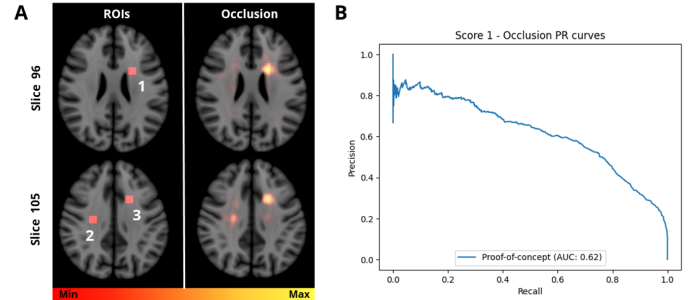 A
ROIs
Occlusion
Slice 96
1
Slice 105
2
3
Min
Max
B
Score 1 - Occlusion PR curves
Precision
1.0
0.8
0.6
0.4
0.2
0.0
Proof-of-concept (AUC: 0.62)
0.0 0.2 0.4 0.6 0.8 1.0
Recall